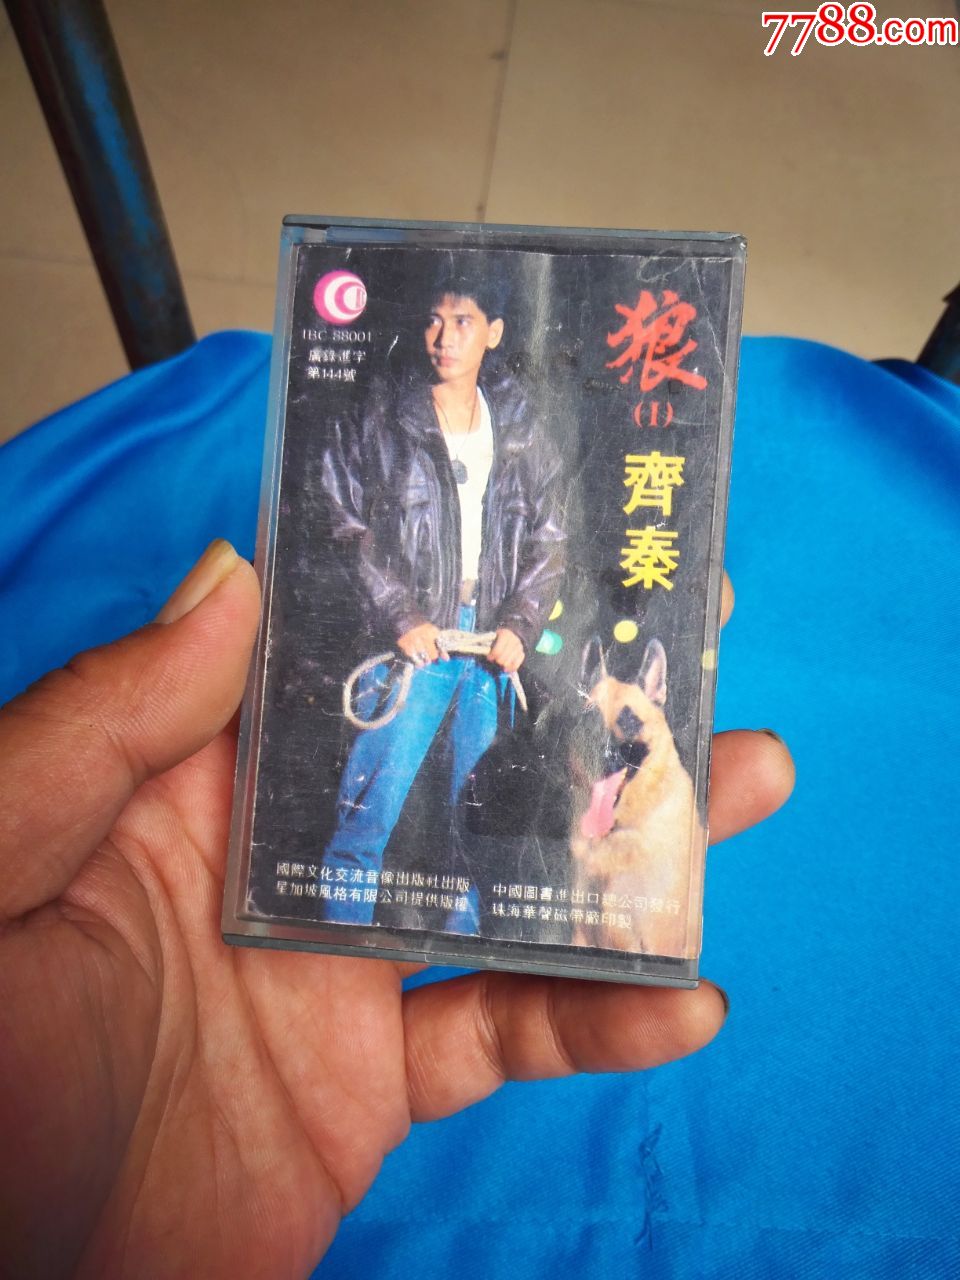 7788.com
IBC 88001
廣錄進字
第144號
狼
(I)
齊秦
國際文化交流音像出版社出版
星加坡風格有限公司提供版權
中國圖書進出口總公司發行
珠海華聲磁帶廠印製